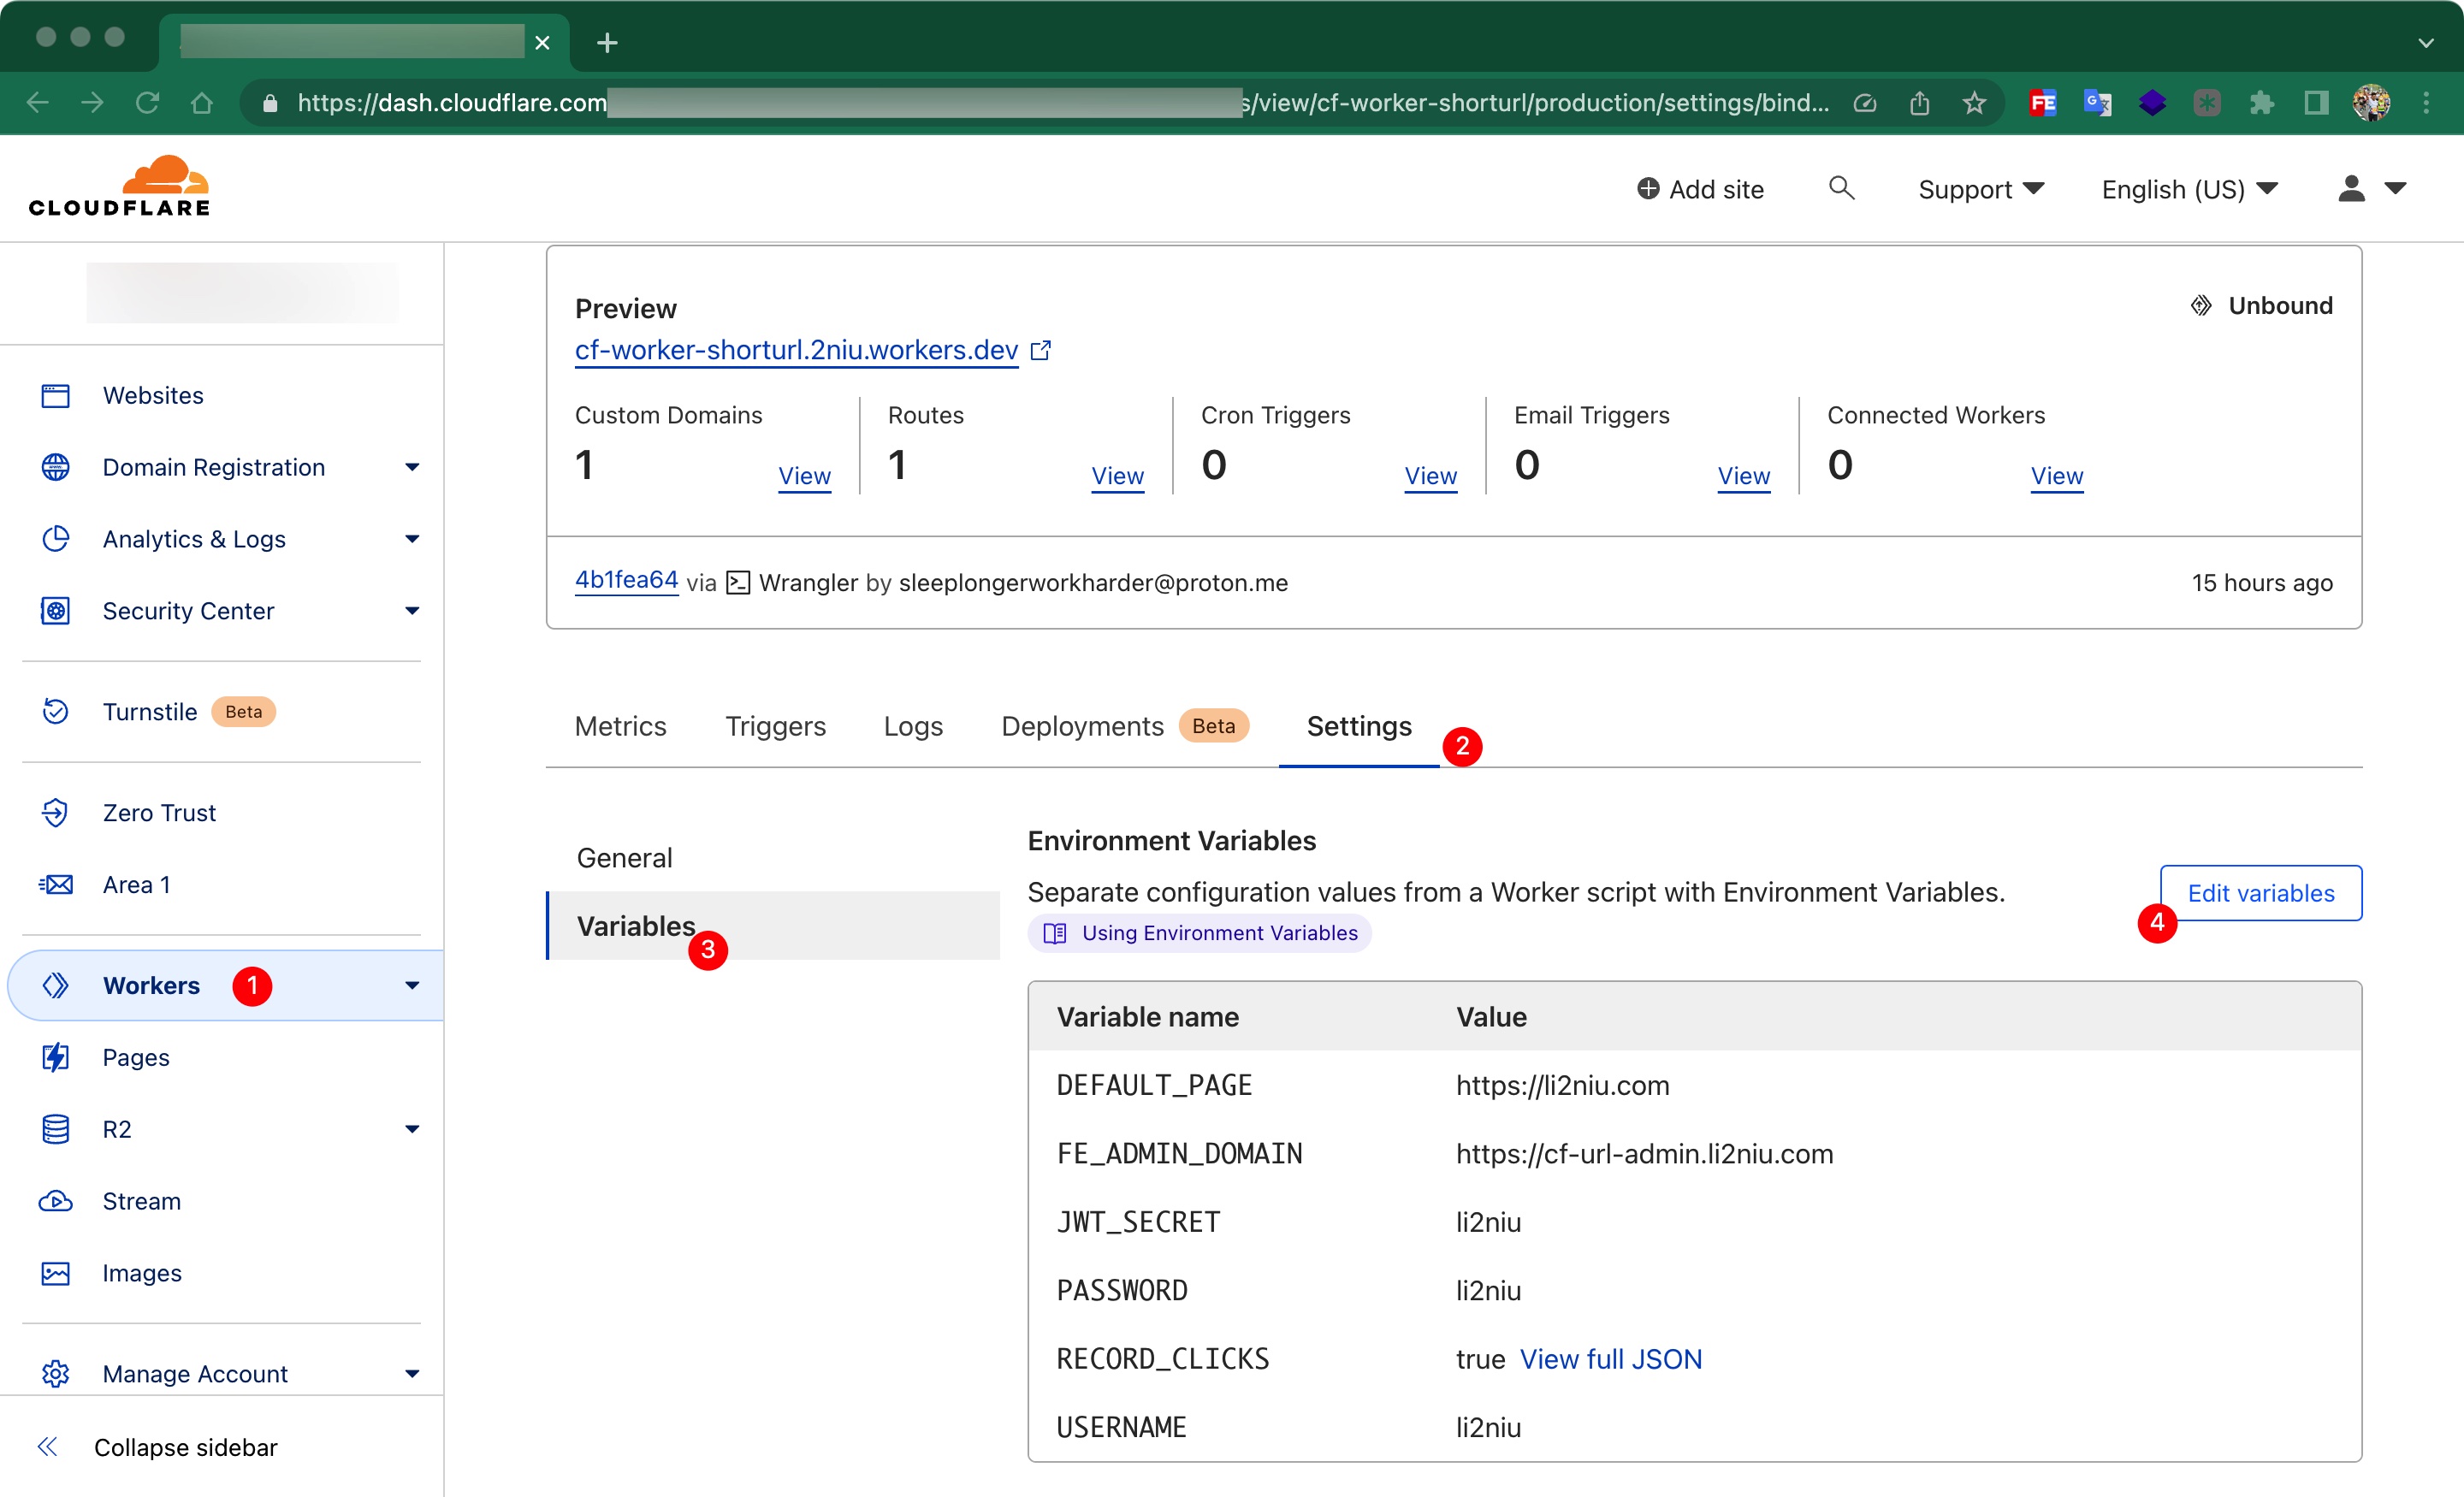 https://dash.cloudflare.com s/view/cf-worker-shorturl/production/settings/bind...
FE
CLOUDFLARE
Add site
Support
English (US)
Websites
Domain Registration
Analytics & Logs
Security Center
Turnstile Beta
Zero Trust
Area 1
Workers 1
Pages
R2
Stream
Images
Manage Account
Collapse sidebar
Preview
Unbound
cf-worker-shorturl.2niu.workers.dev
Custom Domains
1 View
Routes
1 View
Cron Triggers
0 View
Email Triggers
0 View
Connected Workers
0 View
4b1fea64 via Wrangler by sleeplongerworkharder@proton.me
15 hours ago
Metrics Triggers Logs Deployments Beta Settings 2
General
Variables 3
Environment Variables
Separate configuration values from a Worker script with Environment Variables.
Using Environment Variables
Edit variables
4
Variable name Value
DEFAULT_PAGE https://li2niu.com
FE_ADMIN_DOMAIN https://cf-url-admin.li2niu.com
JWT_SECRET li2niu
PASSWORD li2niu
RECORD_CLICKS true View full JSON
USERNAME li2niu